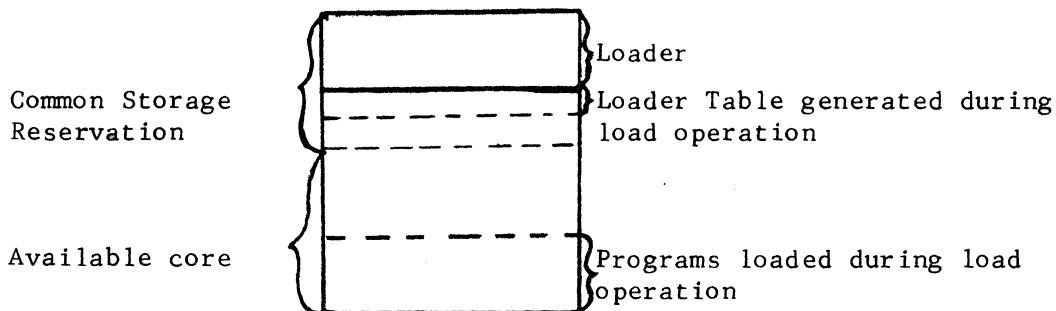 Loader
Common Storage
Reservation
Loader Table generated during
load operation
Available core
Programs loaded during load
operation